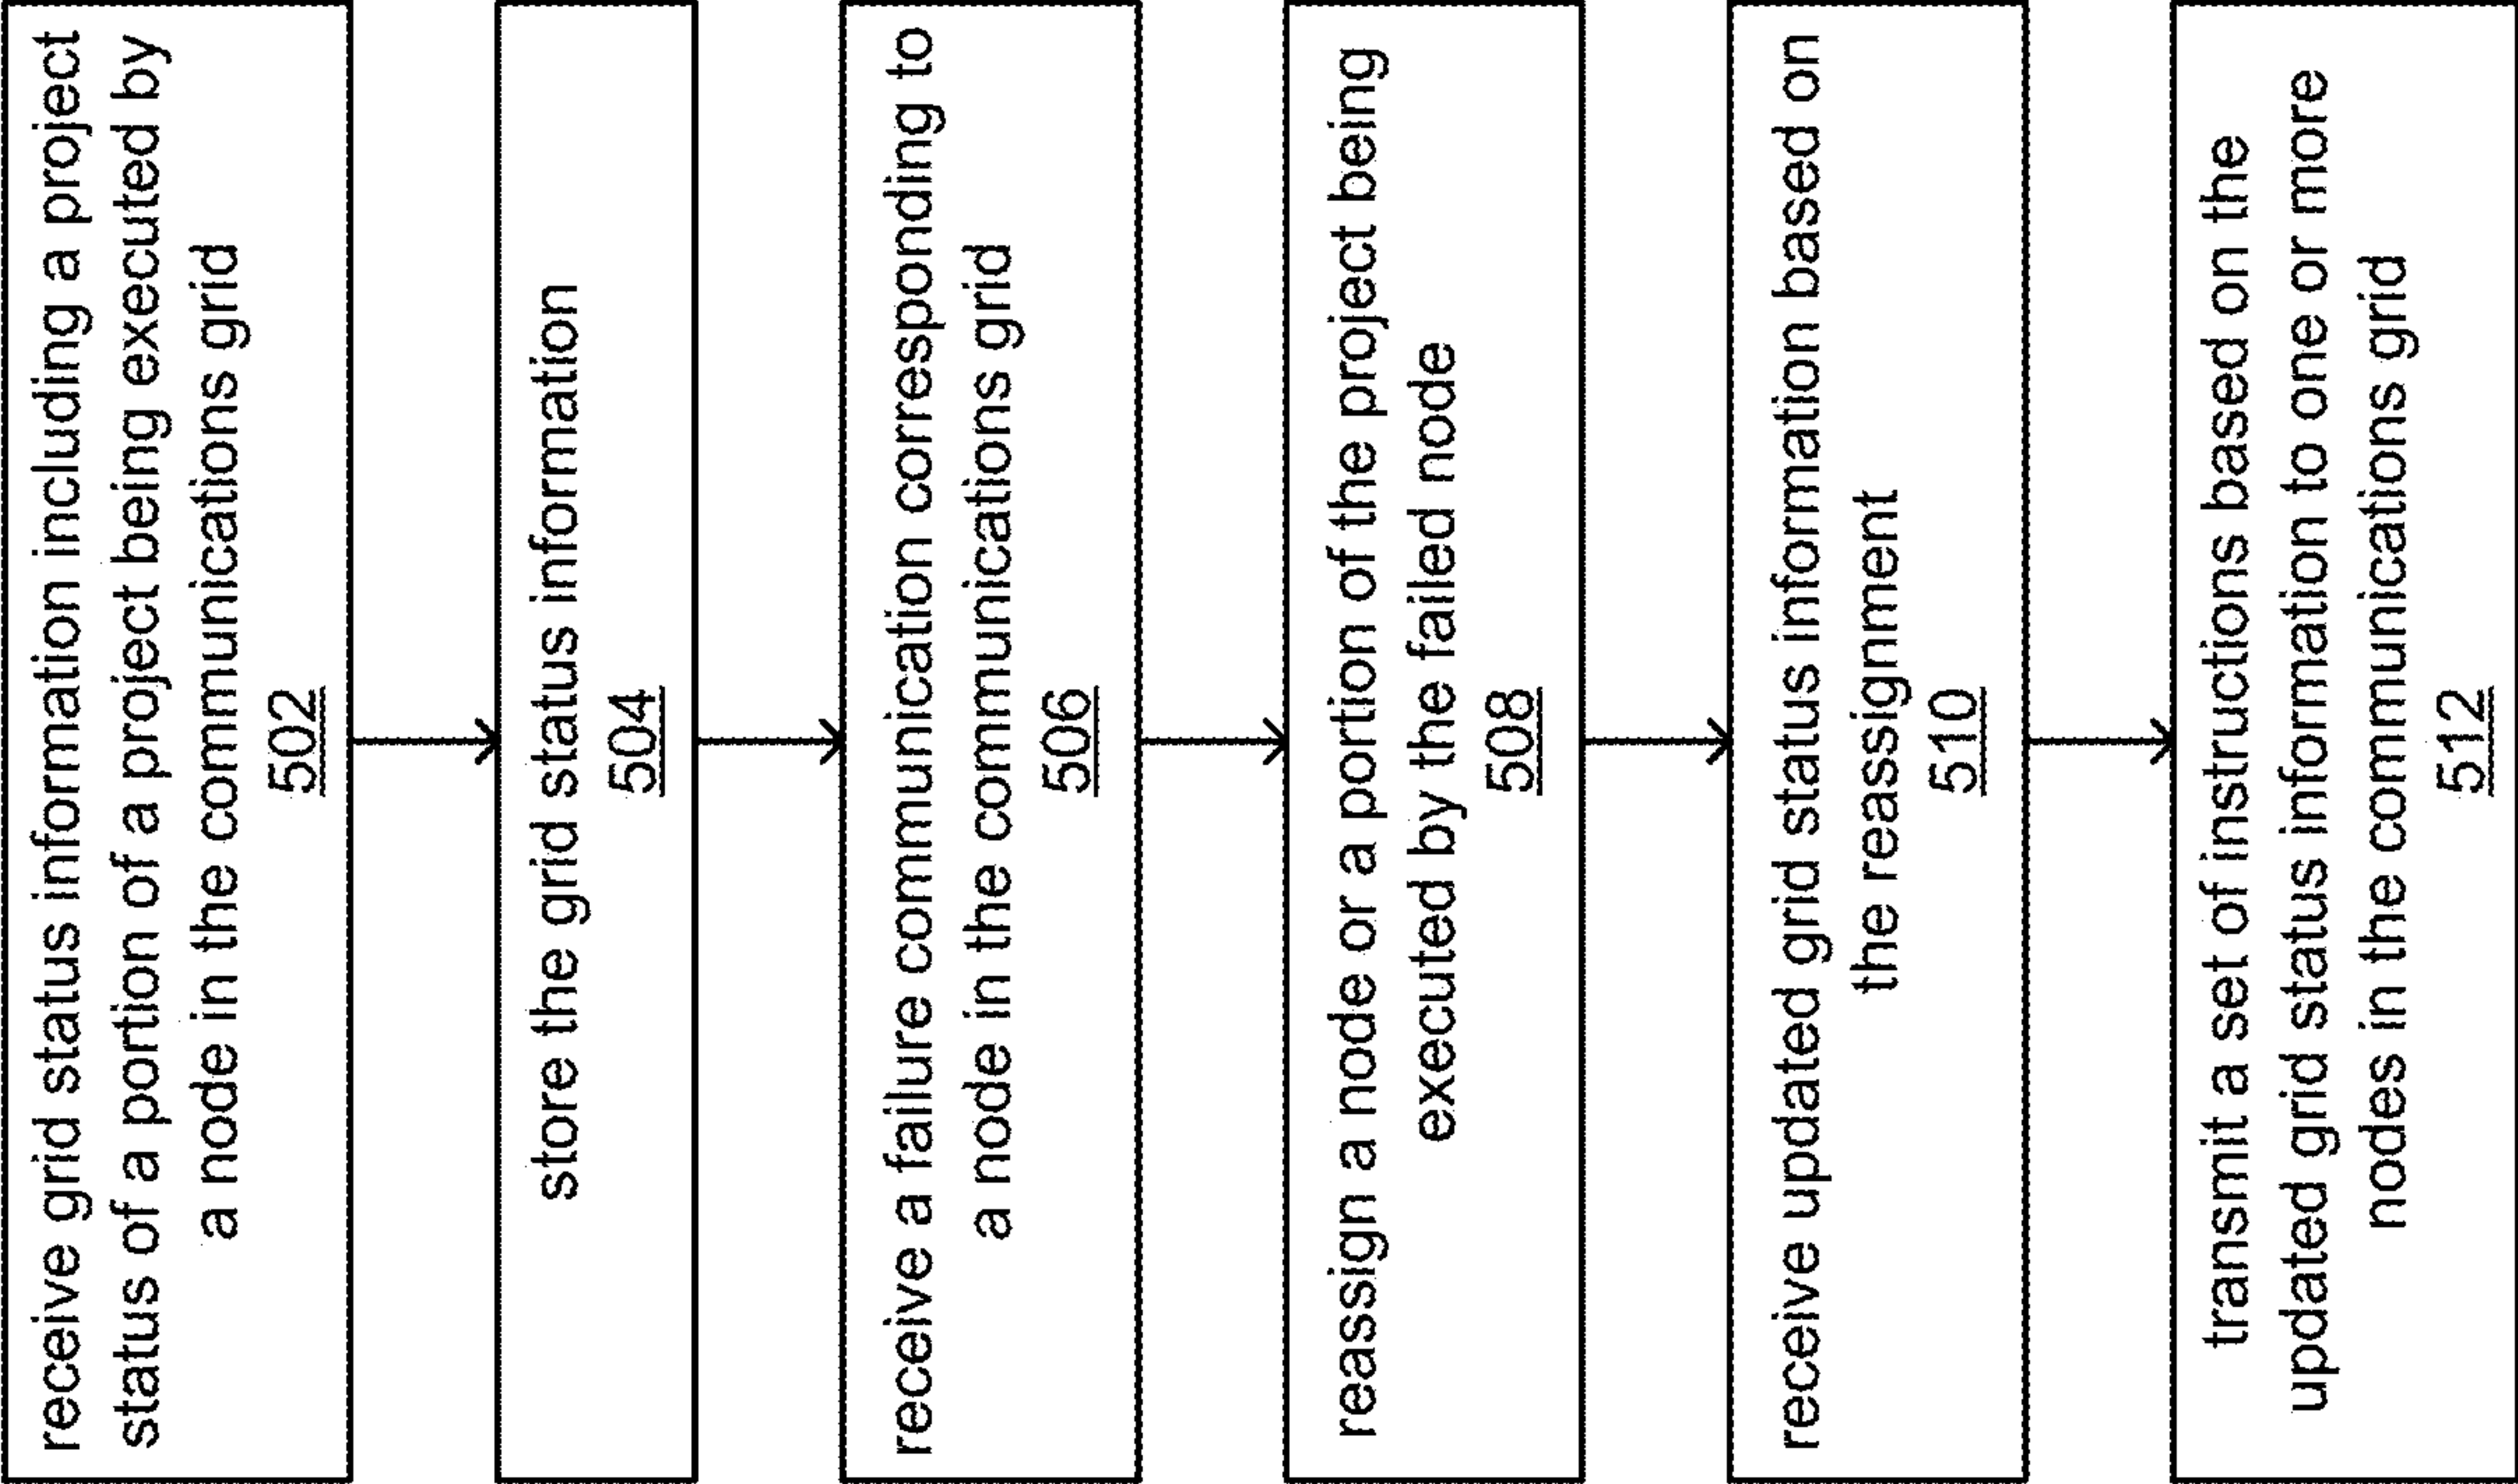 receive grid status information including a project
status of a portion of a project being executed by
a node in the communications grid
502
store the grid status information
504
receive a failure communication corresponding to
a node in the communications grid
506
reassign a node or a portion of the project being
executed by the failed node
508
receive updated grid status information based on
the reassignment
510
transmit a set of instructions based on the
updated grid status information to one or more
nodes in the communications grid
512